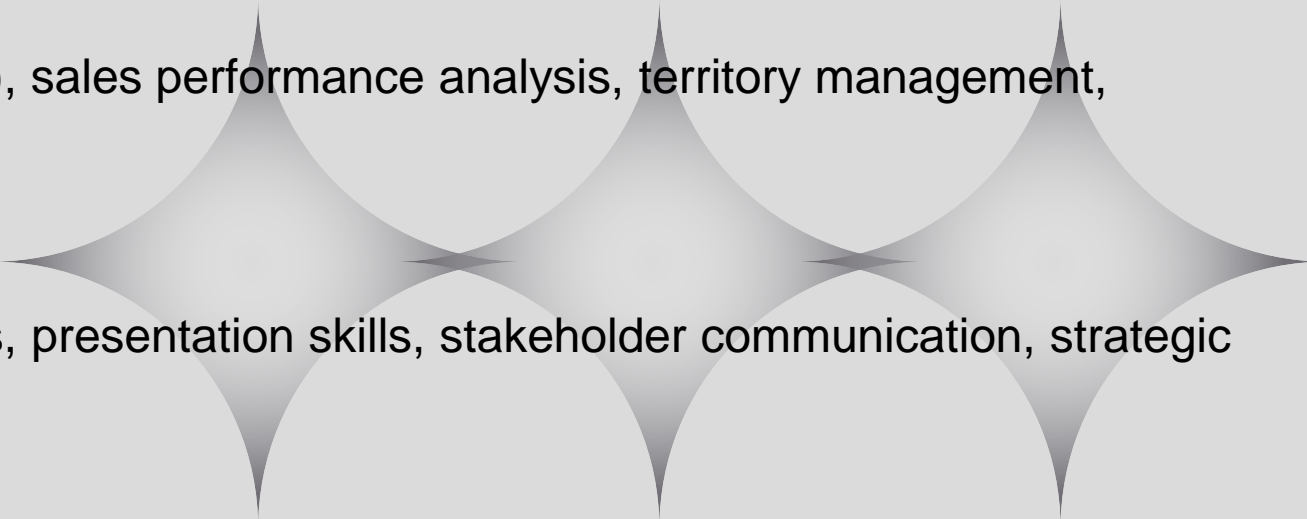 , sales performance analysis, territory management,
, presentation skills, stakeholder communication, strategic